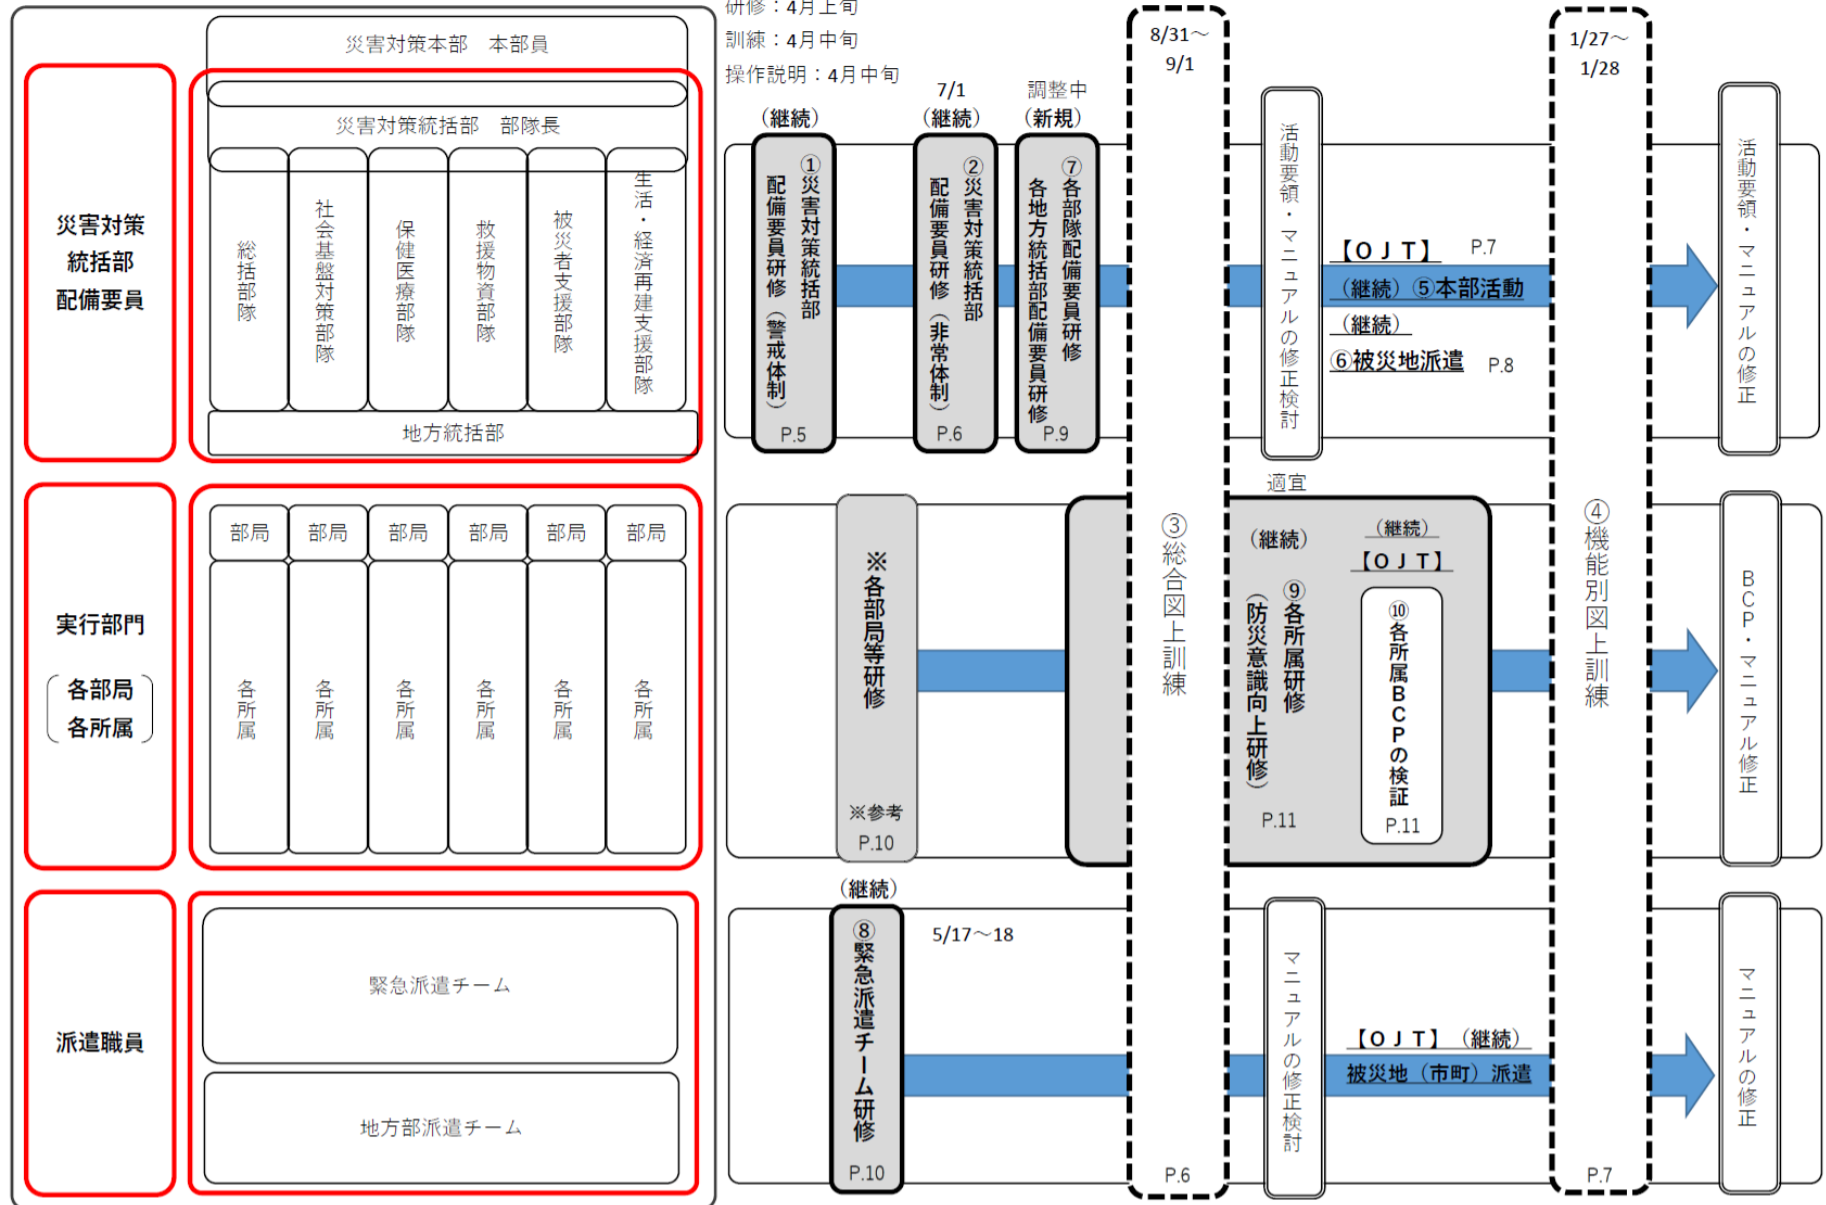 災害対策
統括部
配備要員
災害対策本部　本部員
災害対策統括部　部隊長
総括部隊
社会基盤対策部隊
保健医療部隊
救援物資部隊
被災者支援部隊
生活・経済再建支援部隊
地方統括部
研修：4月上旬
訓練：4月中旬
操作説明：4月中旬
（継続）
①災害対策統括部
配備要員研修（警戒体制）
P.5
7/1
（継続）
②災害対策統括部
配備要員研修（非常体制）
P.6
調整中
（新規）
⑦各部隊配備要員研修
各地方統括部配備要員研修
P.9
8/31～
9/1
③総合図上訓練
P.6
活動要領・マニュアルの修正検討
【ＯＪＴ】　P.7
（継続）⑤本部活動
（継続）
⑥被災地派遣　P.8
1/27～
1/28
④機能別図上訓練
P.7
活動要領・マニュアルの修正
実行部門
各部局
各所属
部局
部局
部局
部局
部局
部局
各所属
各所属
各所属
各所属
各所属
各所属
※各部局等研修
※参考
P.10
適宜
（継続）
⑨各所属研修
（防災意識向上研修）
P.11
（継続）
【ＯＪＴ】
⑩各所属ＢＣＰの検証
P.11
ＢＣＰ・マニュアル修正
派遣職員
緊急派遣チーム
地方部派遣チーム
（継続）
⑧緊急派遣チーム研修
P.10
5/17～18
マニュアルの修正検討
【ＯＪＴ】（継続）
被災地（市町）派遣
マニュアルの修正